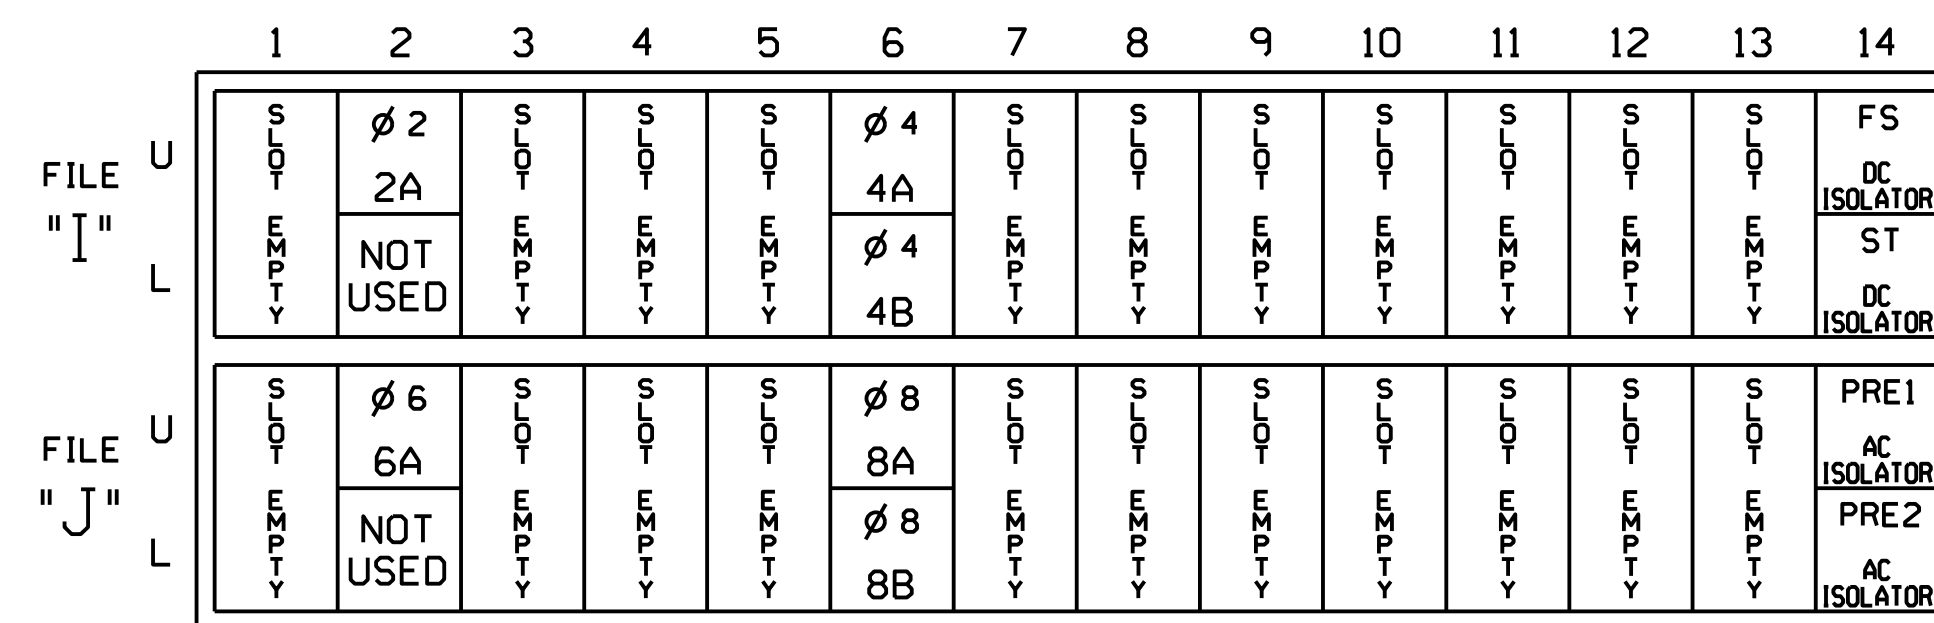 1 2 3 4 5 6 7 8 9 10 11 12 13 14
FILE "I"
U
L
SLOT EMPTY
Ø 2
2A
NOT
USED
SLOT EMPTY
SLOT EMPTY
SLOT EMPTY
Ø 4
4A
Ø 4
4B
SLOT EMPTY
SLOT EMPTY
SLOT EMPTY
SLOT EMPTY
SLOT EMPTY
SLOT EMPTY
SLOT EMPTY
FS
DC
ISOLATOR
ST
DC
ISOLATOR
FILE "J"
U
L
SLOT EMPTY
Ø 6
6A
NOT
USED
SLOT EMPTY
SLOT EMPTY
SLOT EMPTY
Ø 8
8A
Ø 8
8B
SLOT EMPTY
SLOT EMPTY
SLOT EMPTY
SLOT EMPTY
SLOT EMPTY
SLOT EMPTY
SLOT EMPTY
PRE1
AC
ISOLATOR
PRE2
AC
ISOLATOR